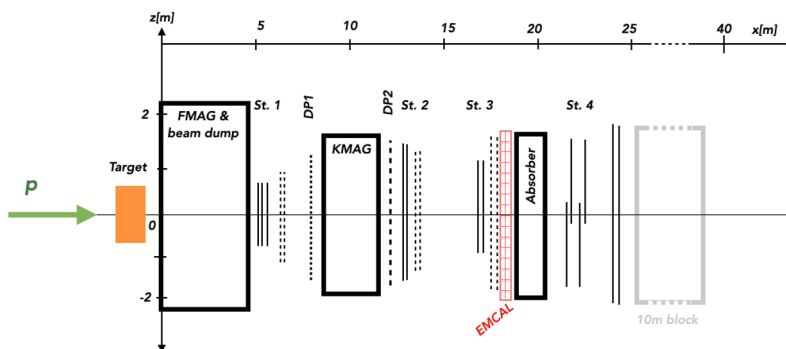 z[m]
5
10
15
20
25
40
x[m]
2
0
-2
FMAG &
beam dump
St. 1
DP1
DP2
St. 2
St. 3
St. 4
Target
KMAG
Absorber
p
EMCAL
10m block